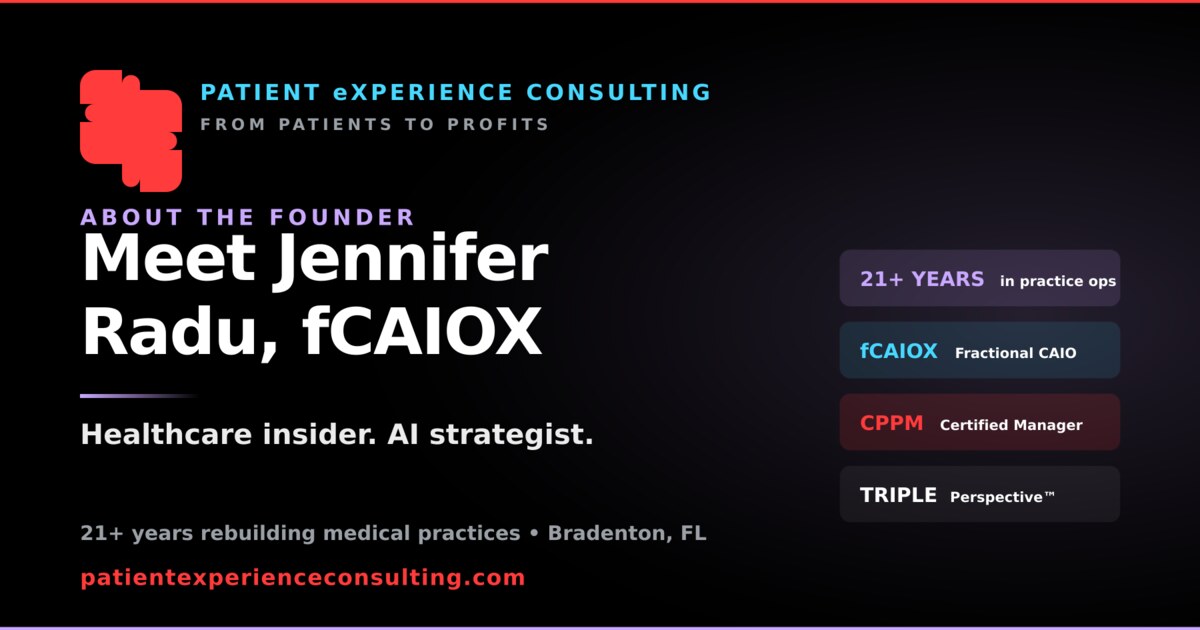 PATIENT eXPERIENCE CONSULTING
FROM PATIENTS TO PROFITS
ABOUT THE FOUNDER
Meet Jennifer
Radu, fCAIOX
Healthcare insider. AI strategist.
21+ years rebuilding medical practices • Bradenton, FL
patientexperienceconsulting.com
21+ YEARS in practice ops
fCAIOX Fractional CAIO
CPPM Certified Manager
TRIPLE Perspective™